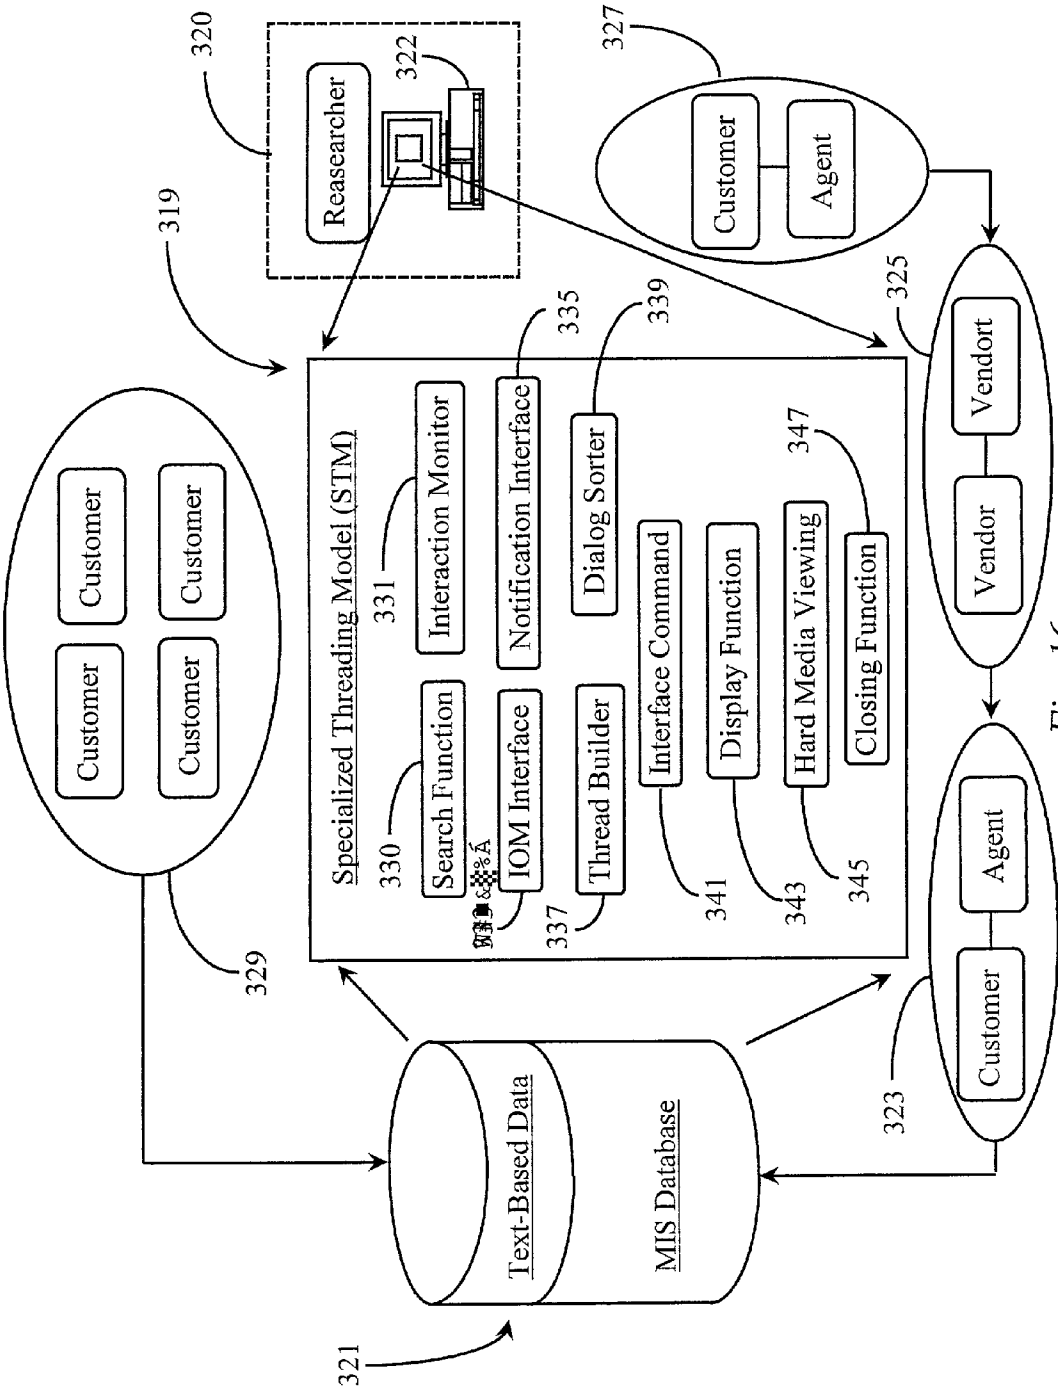 319
320
Reasearcher
322
327
Customer
Agent
325
Vendor
Vendort
323
Customer
Agent
329
Customer
Customer
Customer
Customer
321
Text-Based Data
MIS Database
Specialized Threading Model (STM)
330
Search Function
331
Interaction Monitor
IOM Interface
335
Notification Interface
337
Thread Builder
339
Dialog Sorter
341
Interface Command
343
Display Function
345
Hard Media Viewing
347
Closing Function